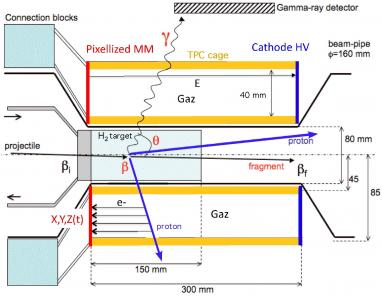 Gamma-ray detector
Connection blocks
Pixellized MM
γ
TPC cage
Cathode HV
beam-pipe
ϕ=160 mm
E
Gaz
40 mm
H2 target
θ
proton
80 mm
projectile
βi
β
fragment
βf
45
85
e-
X,Y,Z(t)
proton
Gaz
150 mm
300 mm